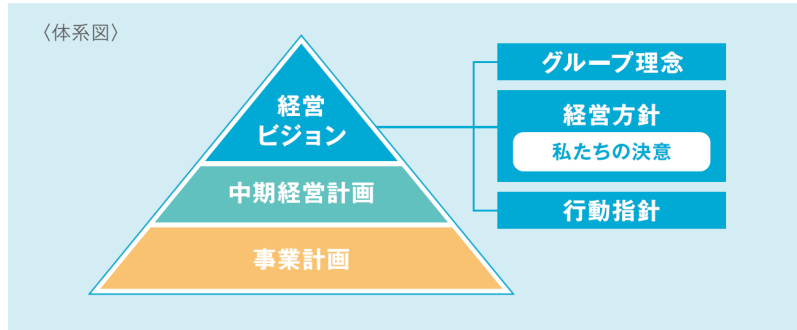 〈体系図〉
経営
ビジョン
中期経営計画
事業計画
グループ理念
経営方針
私たちの決意
行動指針